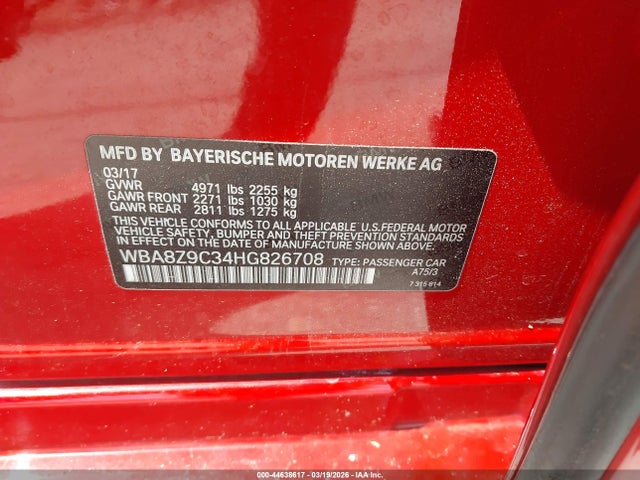 MFD BY BAYERISCHE MOTOREN WERKE AG
03/17
GVWR 4971 lbs 2255 kg
GAWR FRONT 2271 lbs 1030 kg
GAWR REAR 2811 lbs 1275 kg
THIS VEHICLE CONFORMS TO ALL APPLICABLE U.S.FEDERAL MOTOR
VEHICLE SAFETY, BUMPER AND THEFT PREVENTION STANDARDS
IN EFFECT ON THE DATE OF MANUFACTURE SHOWN ABOVE.
WBA8Z9C34HG826708 TYPE: PASSENGER CAR
A75/3
7 315 614
000-44638617 - 03/19/2026 - IAAI.COM